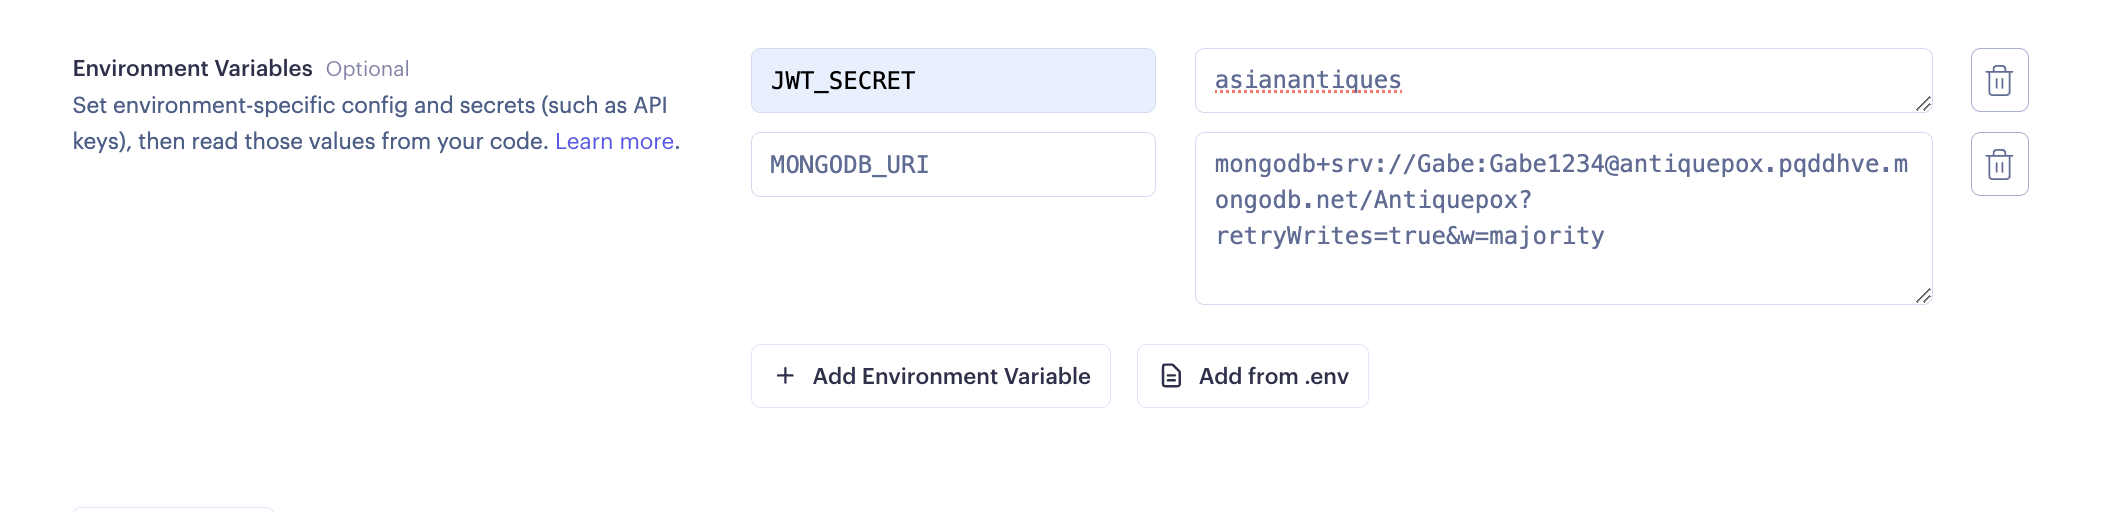 Environment Variables Optional
Set environment-specific config and secrets (such as API
keys), then read those values from your code. Learn more.
JWT_SECRET
asianantiques
MONGODB_URI
mongodb+srv://Gabe:Gabe1234@antiquepox.pqddhve.m
ongodb.net/Antiquepox?
retryWrites=true&w=majority
+ Add Environment Variable
Add from .env